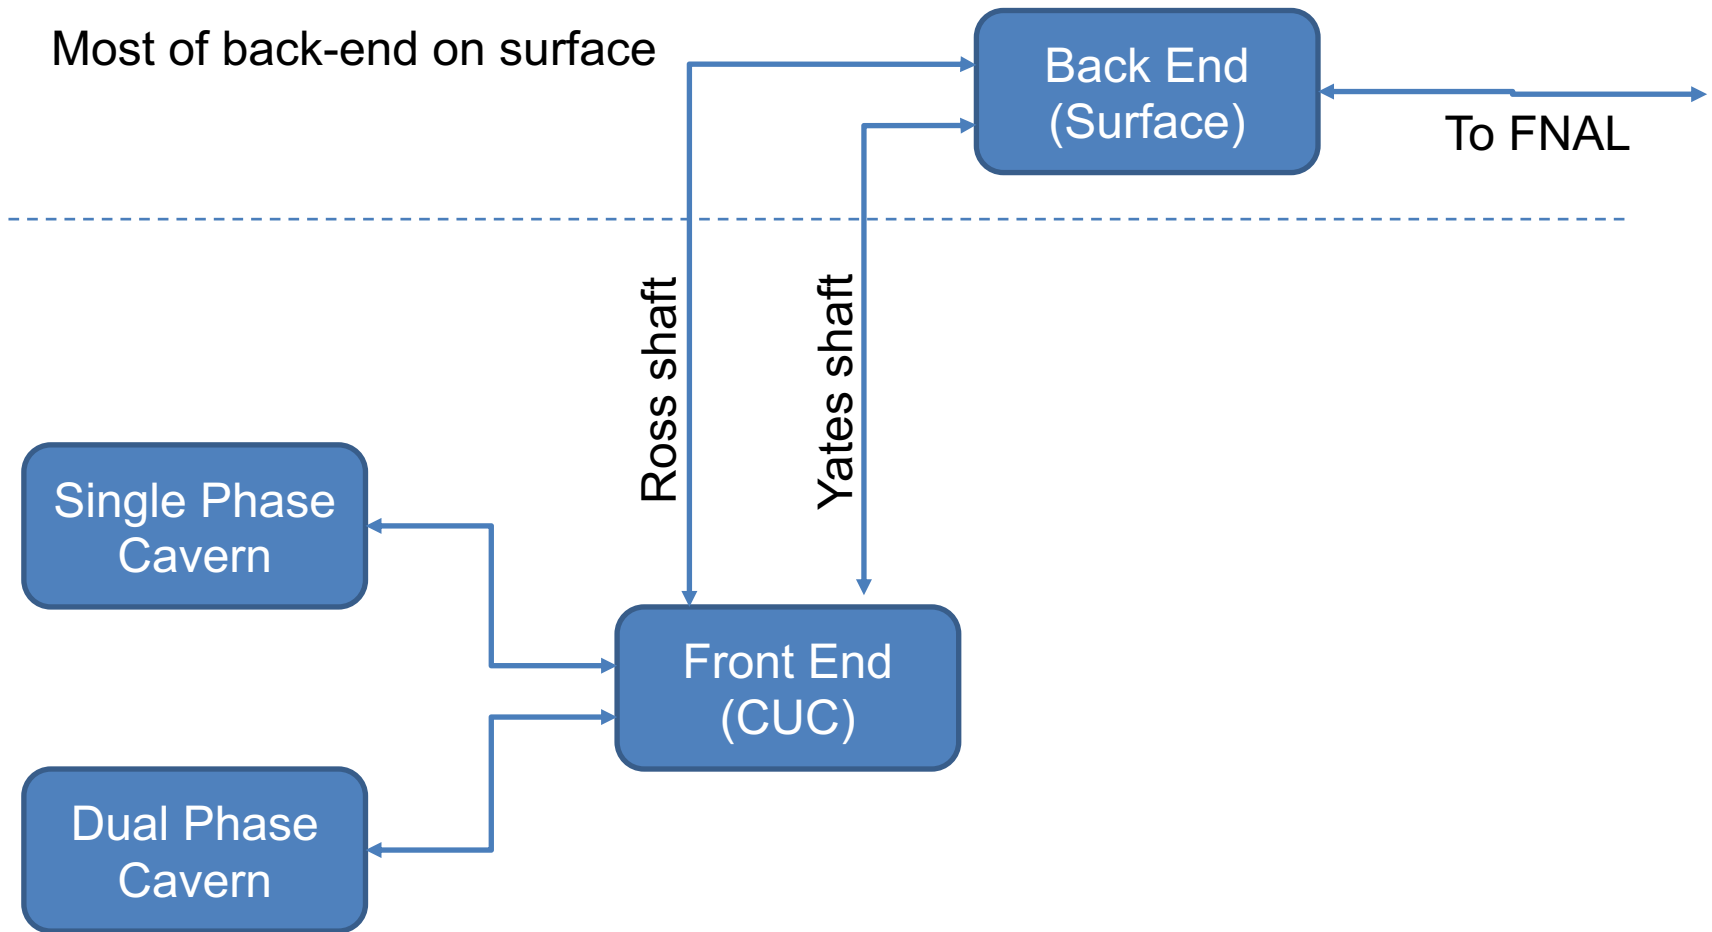 Most of back-end on surface
Back End
(Surface)
To FNAL
Ross shaft
Yates shaft
Single Phase
Cavern
Front End
(CUC)
Dual Phase
Cavern